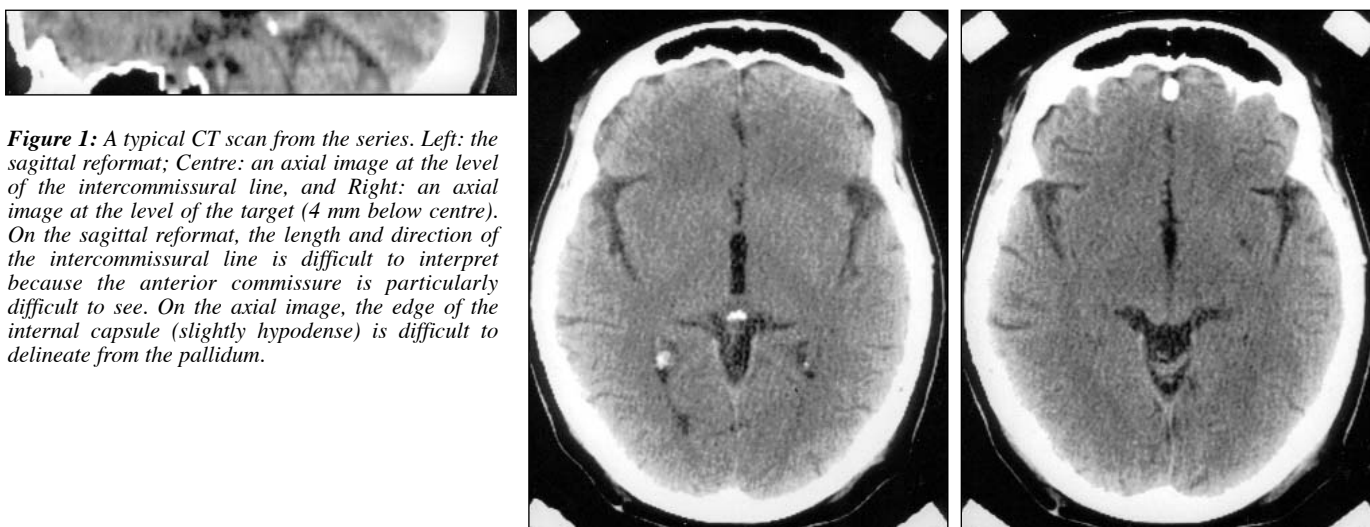 Figure 1: A typical CT scan from the series. Left: the
sagittal reformat; Centre: an axial image at the level
of the intercommissural line, and Right: an axial
image at the level of the target (4 mm below centre).
On the sagittal reformat, the length and direction of
the intercommissural line is difficult to interpret
because the anterior commissure is particularly
difficult to see. On the axial image, the edge of the
internal capsule (slightly hypodense) is difficult to
delineate from the pallidum.